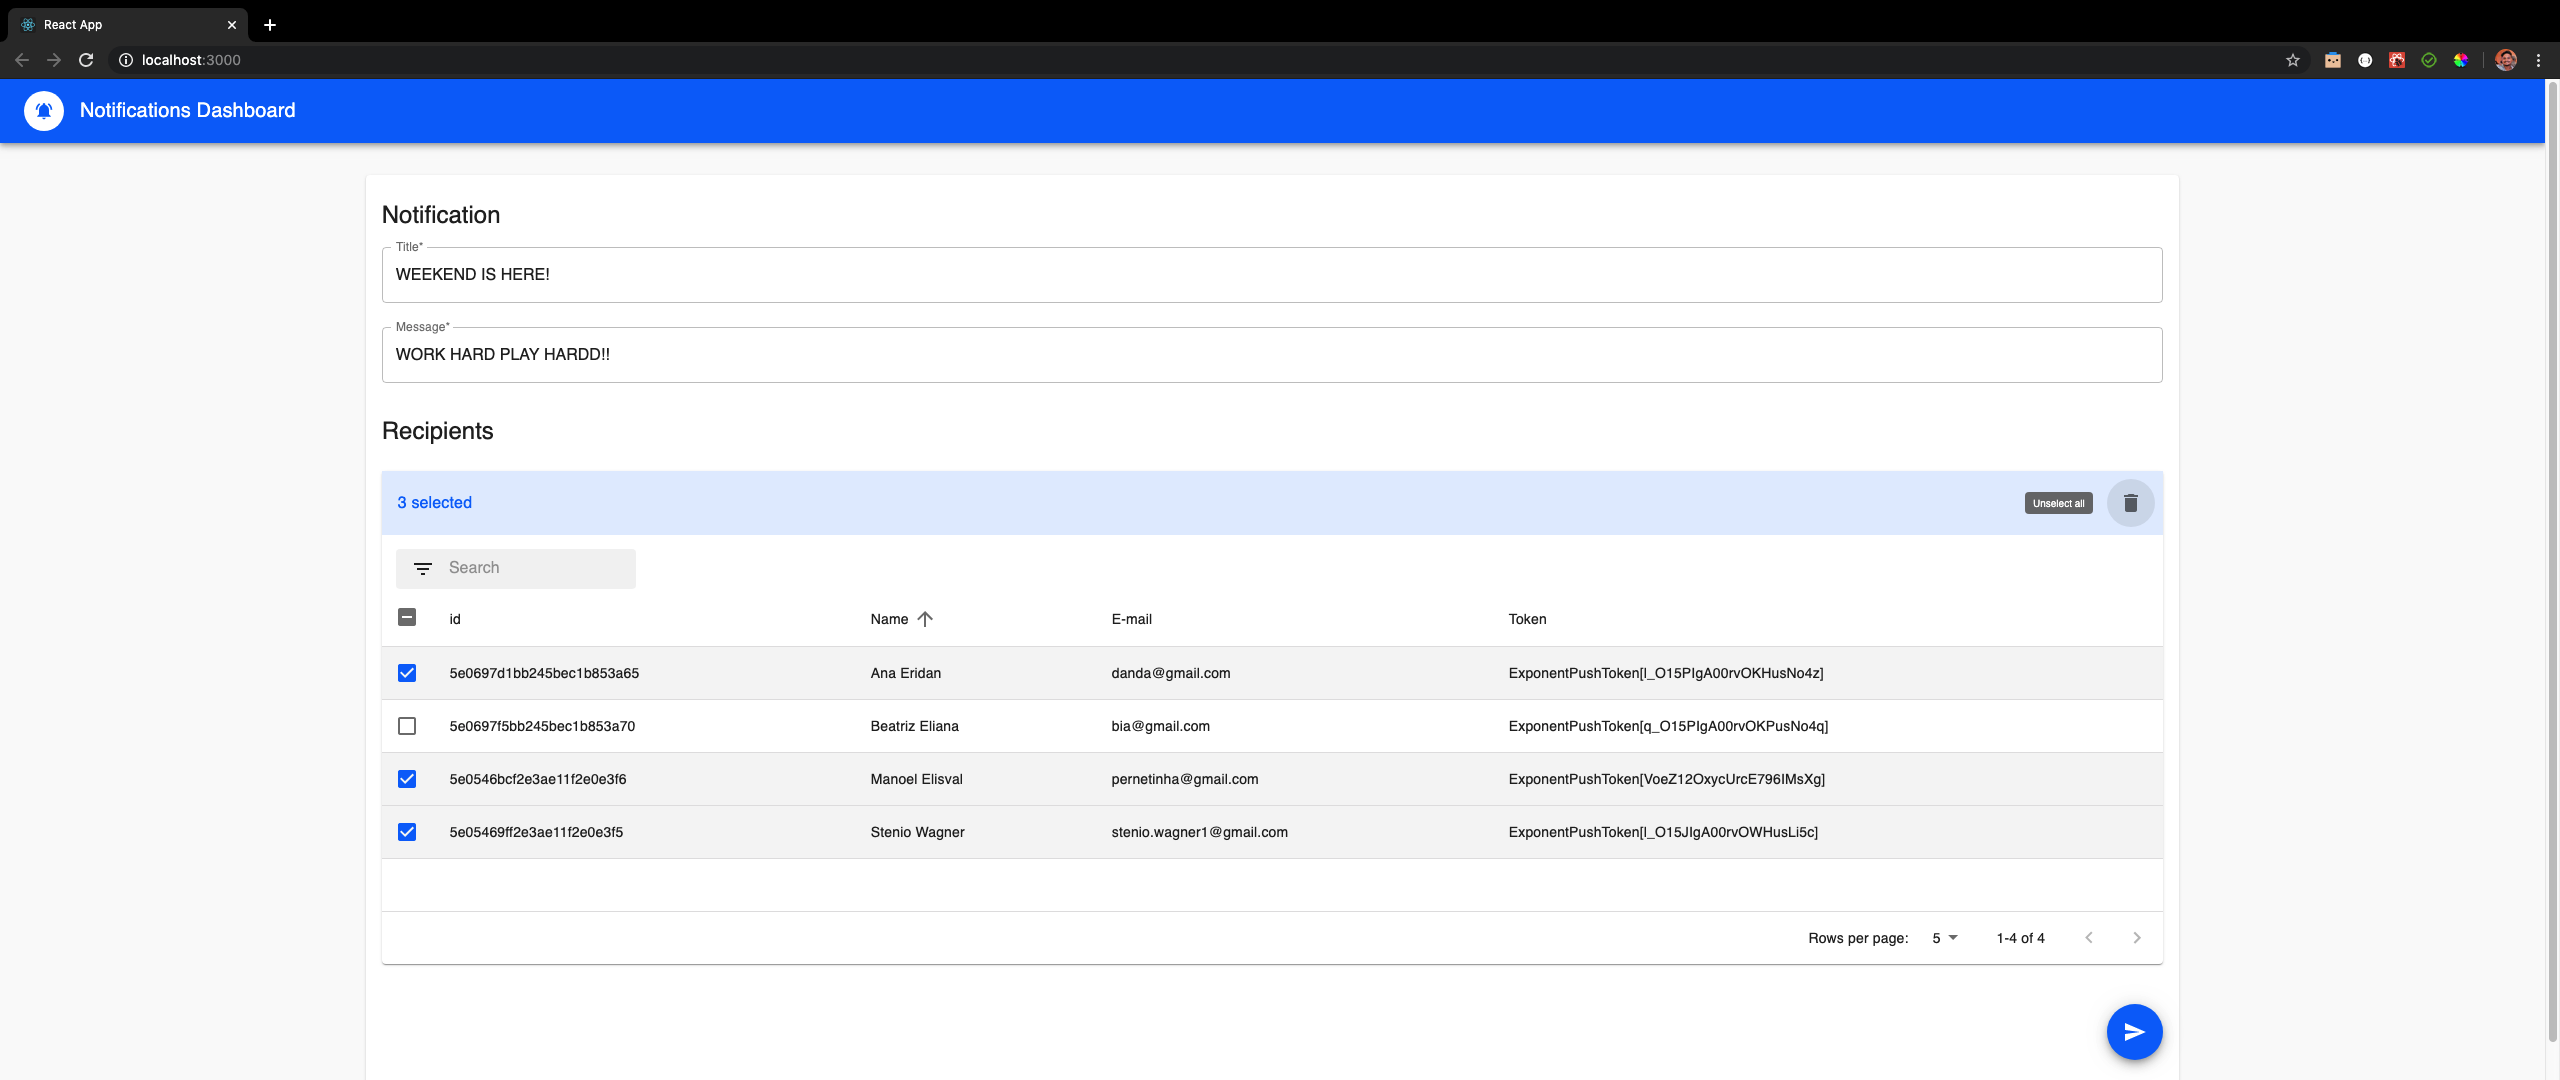 React App
localhost:3000
Notifications Dashboard
Notification
Title*
WEEKEND IS HERE!
Message*
WORK HARD PLAY HARDD!!
Recipients
3 selected
Unselect all
Search
id Name E-mail Token
5e0697d1bb245bec1b853a65 Ana Eridan danda@gmail.com ExponentPushToken[l_O15PIgA00rvOKHusNo4z]
5e0697f5bb245bec1b853a70 Beatriz Eliana bia@gmail.com ExponentPushToken[q_O15PIgA00rvOKPusNo4q]
5e0546bcf2e3ae11f2e0e3f6 Manoel Elisval pernetinha@gmail.com ExponentPushToken[VoeZ12OxycUrcE796IMsXg]
5e05469ff2e3ae11f2e0e3f5 Stenio Wagner stenio.wagner1@gmail.com ExponentPushToken[l_O15JIgA00rvOWHusLi5c]
Rows per page: 5 1-4 of 4